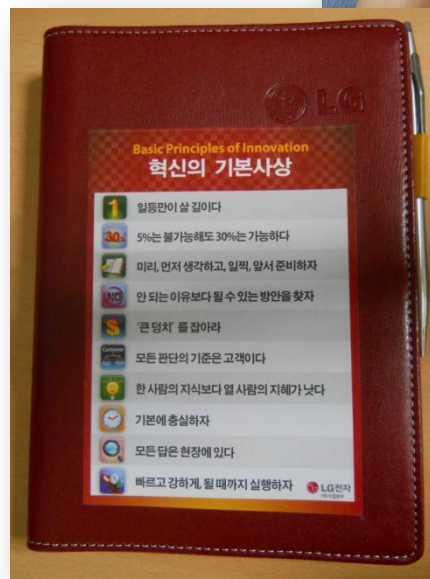 LG
Basic Principles of Innovation
혁신의 기본사상
1 일등만이 살 길이다
30% 5%는 불가능해도 30%는 가능하다
미리, 먼저 생각하고, 일찍, 앞서 준비하자
NO 안 되는 이유보다 될 수 있는 방안을 찾자
$ '큰 덩치' 를 잡아라
Customer 모든 판단의 기준은 고객이다
한 사람의 지식보다 열 사람의 지혜가 낫다
기본에 충실하자
모든 답은 현장에 있다
빠르고 강하게, 될 때까지 실행하자
LG전자